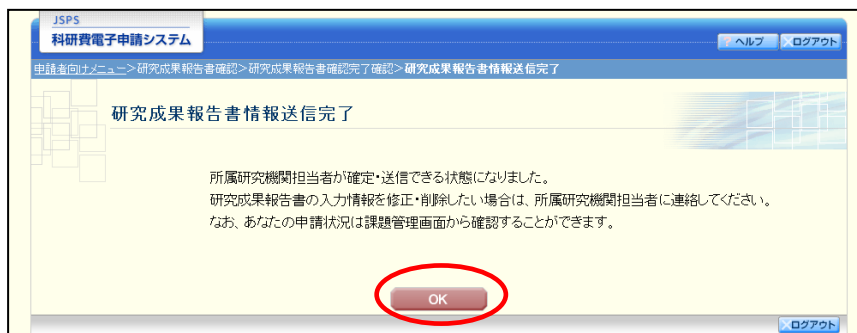 JSPS
科研費電子申請システム
? ヘルプ
ログアウト
申請者向けメニュー>研究成果報告書確認>研究成果報告書確認完了確認>研究成果報告書情報送信完了
研究成果報告書情報送信完了
所属研究機関担当者が確定・送信できる状態になりました。
研究成果報告書の入力情報を修正・削除したい場合は、所属研究機関担当者に連絡してください。
なお、あなたの申請状況は課題管理画面から確認することができます。
OK
ログアウト